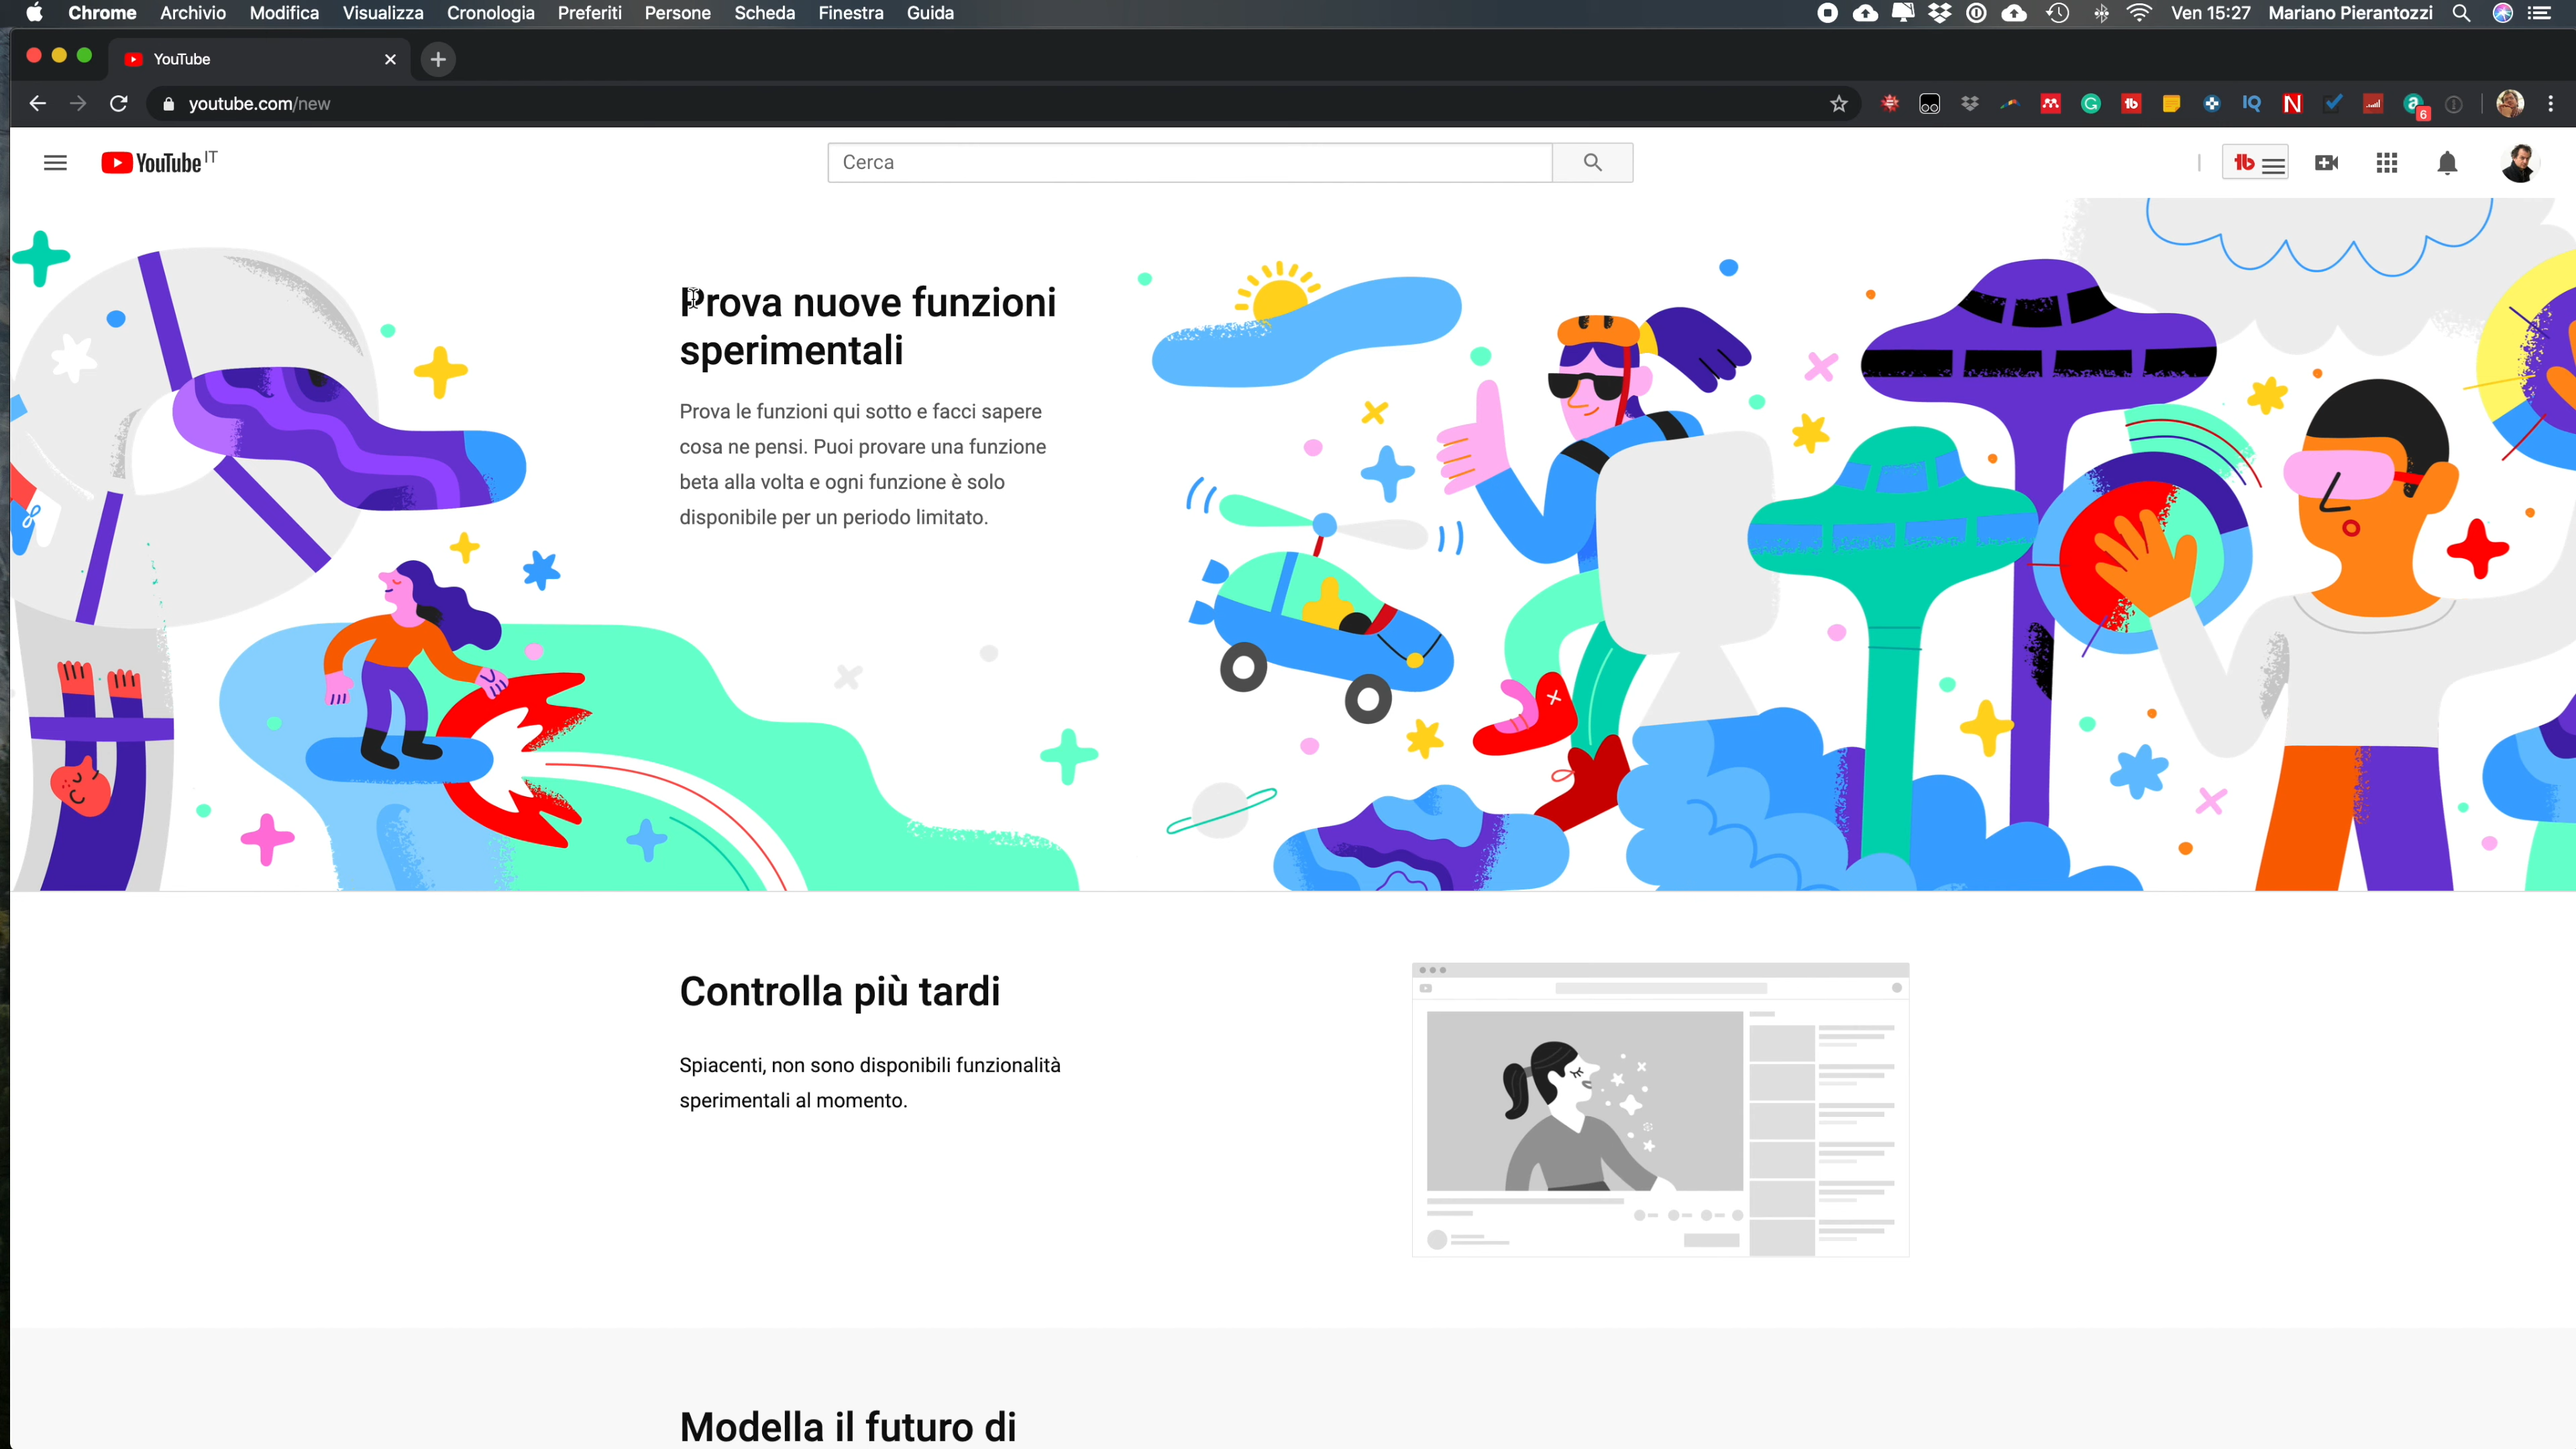 Chrome Archivio Modifica Visualizza Cronologia Preferiti Persone Scheda Finestra Guida Ven 15:27 Mariano Pierantozzi
YouTube
youtube.com/new
IQ N 6
YouTube IT
Cerca
Prova nuove funzioni
sperimentali
Prova le funzioni qui sotto e facci sapere
cosa ne pensi. Puoi provare una funzione
beta alla volta e ogni funzione è solo
disponibile per un periodo limitato.
Controlla più tardi
Spiacenti, non sono disponibili funzionalità
sperimentali al momento.
Modella il futuro di